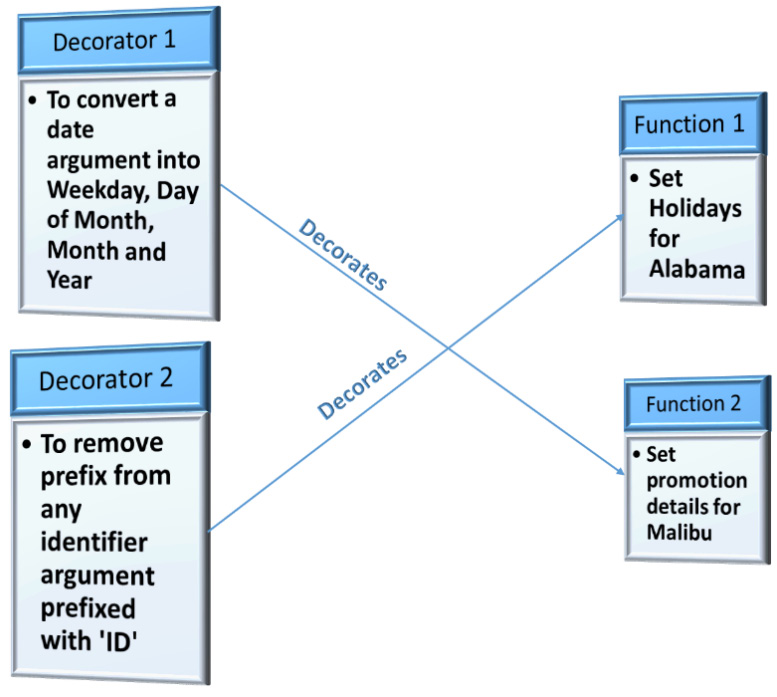 Decorator 1
• To convert a
date
argument into
Weekday, Day
of Month,
Month and
Year
Decorates
Function 1
• Set
Holidays
for
Alabama
Decorator 2
• To remove
prefix from
any
identifier
argument
prefixed
with 'ID'
Decorates
Function 2
• Set
promotion
details for
Malibu